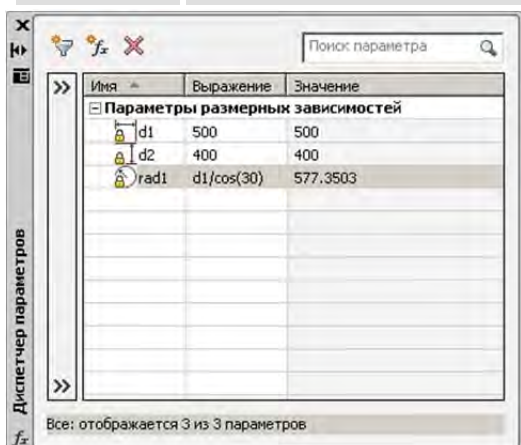 Поиск параметра
Имя Выражение Значение
Параметры размерных зависимостей
d1 500 500
d2 400 400
rad1 d1/cos(30) 577.3503
Диспетчер параметров
Все: отображается 3 из 3 параметров